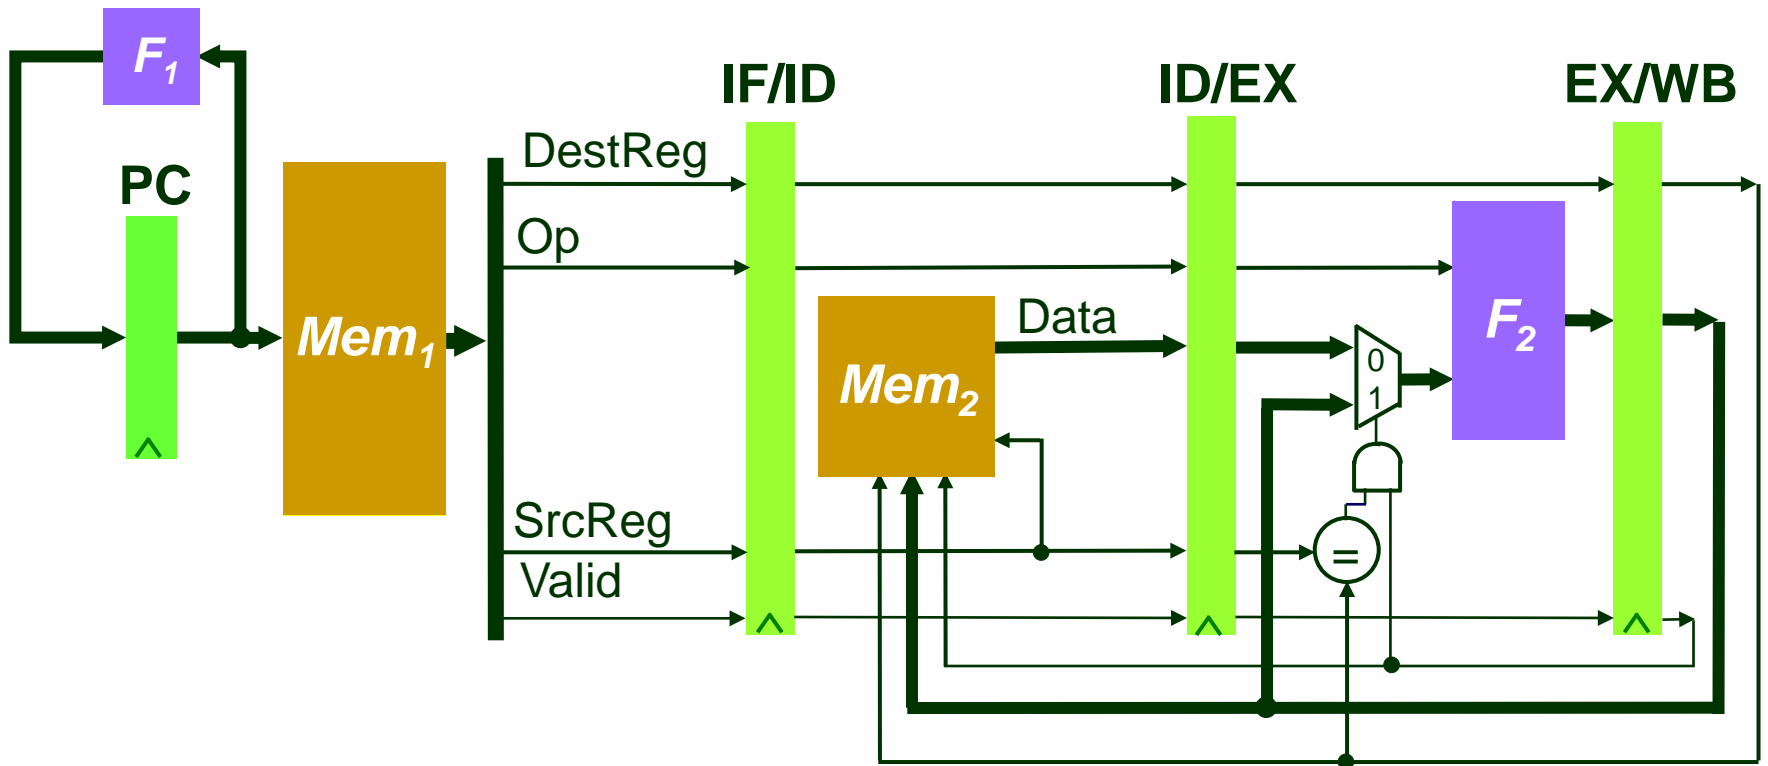 F1
IF/ID
ID/EX
EX/WB
DestReg
PC
Op
Data
Mem1
F2
0
Mem2
1
SrcReg
=
Valid